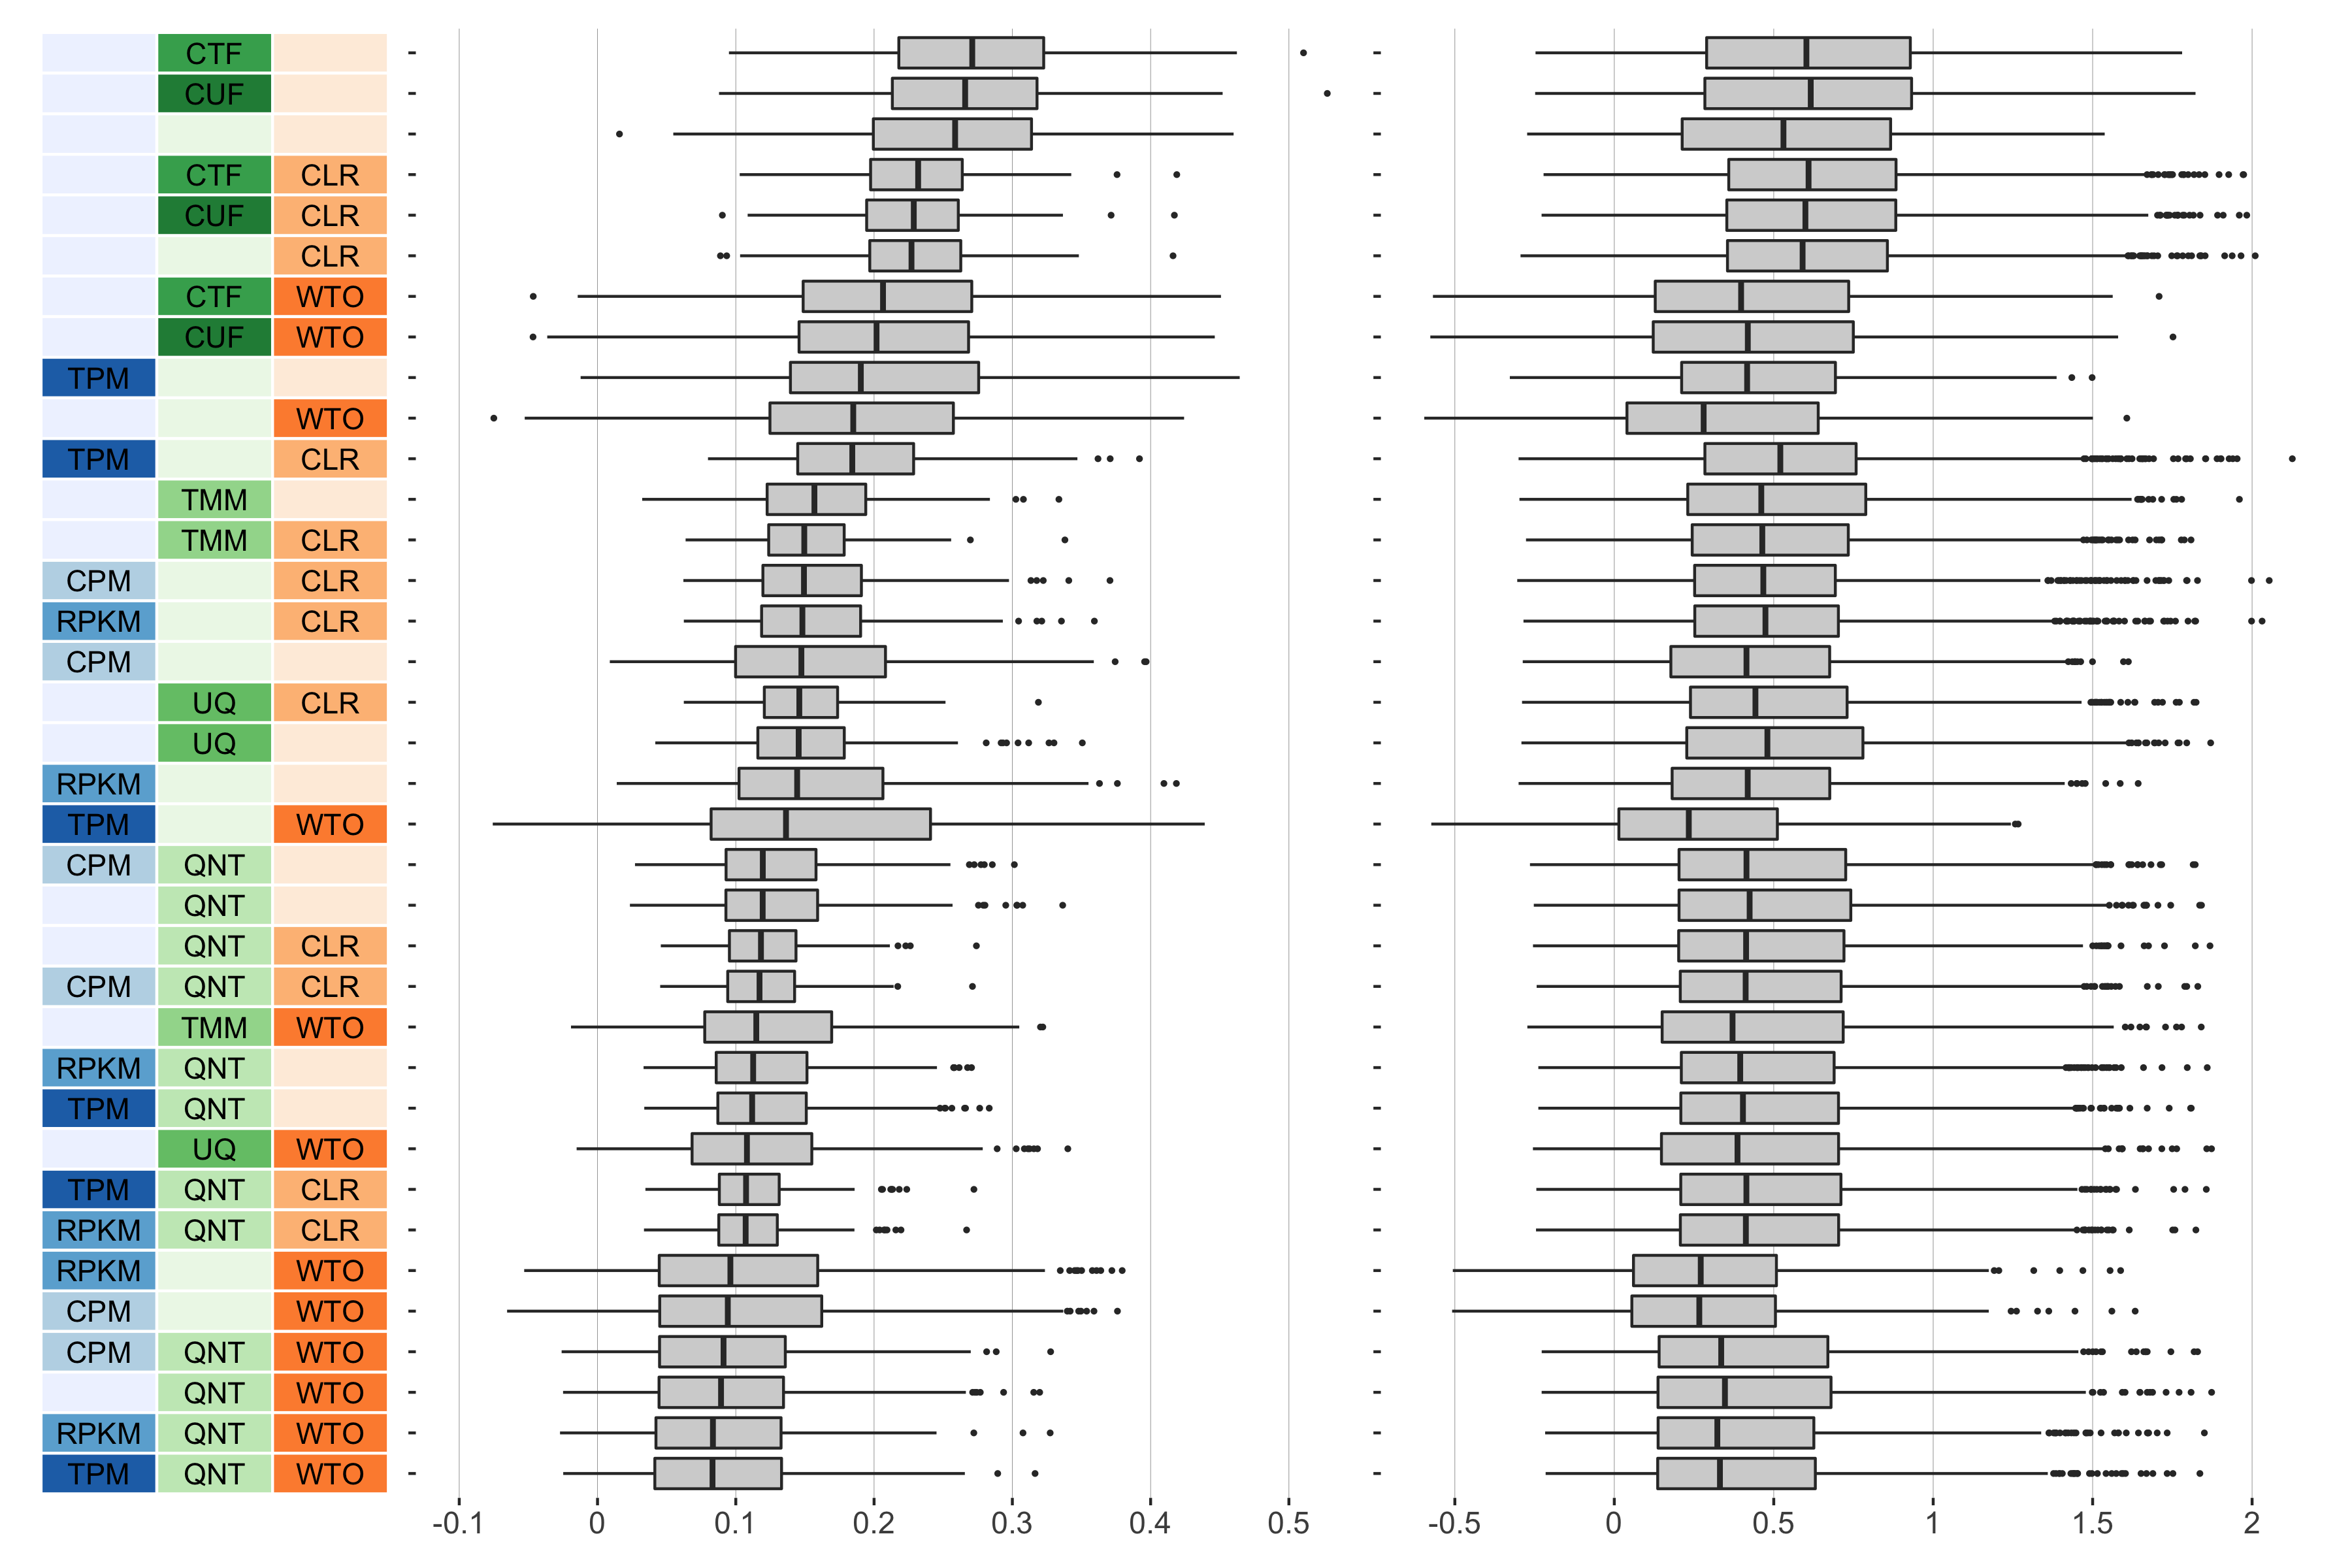 CTF
CUF
CTF CLR
CUF CLR
CLR
CTF WTO
CUF WTO
TPM
WTO
TPM CLR
TMM
TMM CLR
CPM CLR
RPKM CLR
CPM
UQ CLR
UQ
RPKM
TPM WTO
CPM QNT
QNT
QNT CLR
CPM QNT CLR
TMM WTO
RPKM QNT
TPM QNT
UQ WTO
TPM QNT CLR
RPKM QNT CLR
RPKM WTO
CPM WTO
CPM QNT WTO
QNT WTO
RPKM QNT WTO
TPM QNT WTO
-0.1 0 0.1 0.2 0.3 0.4 0.5 -0.5 0 0.5 1 1.5 2